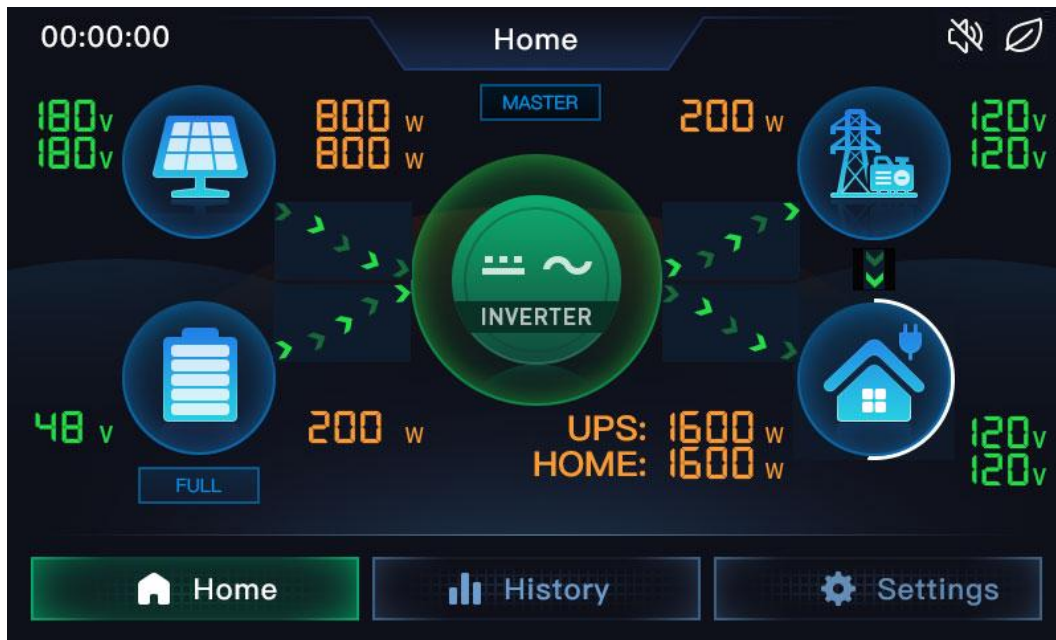 00:00:00
Home
MASTER
180V
180V
800 W
800 W
200 W
120V
120V
INVERTER
48 V
200 W
FULL
UPS: 1600 W
HOME: 1600 W
120V
120V
Home
History
Settings